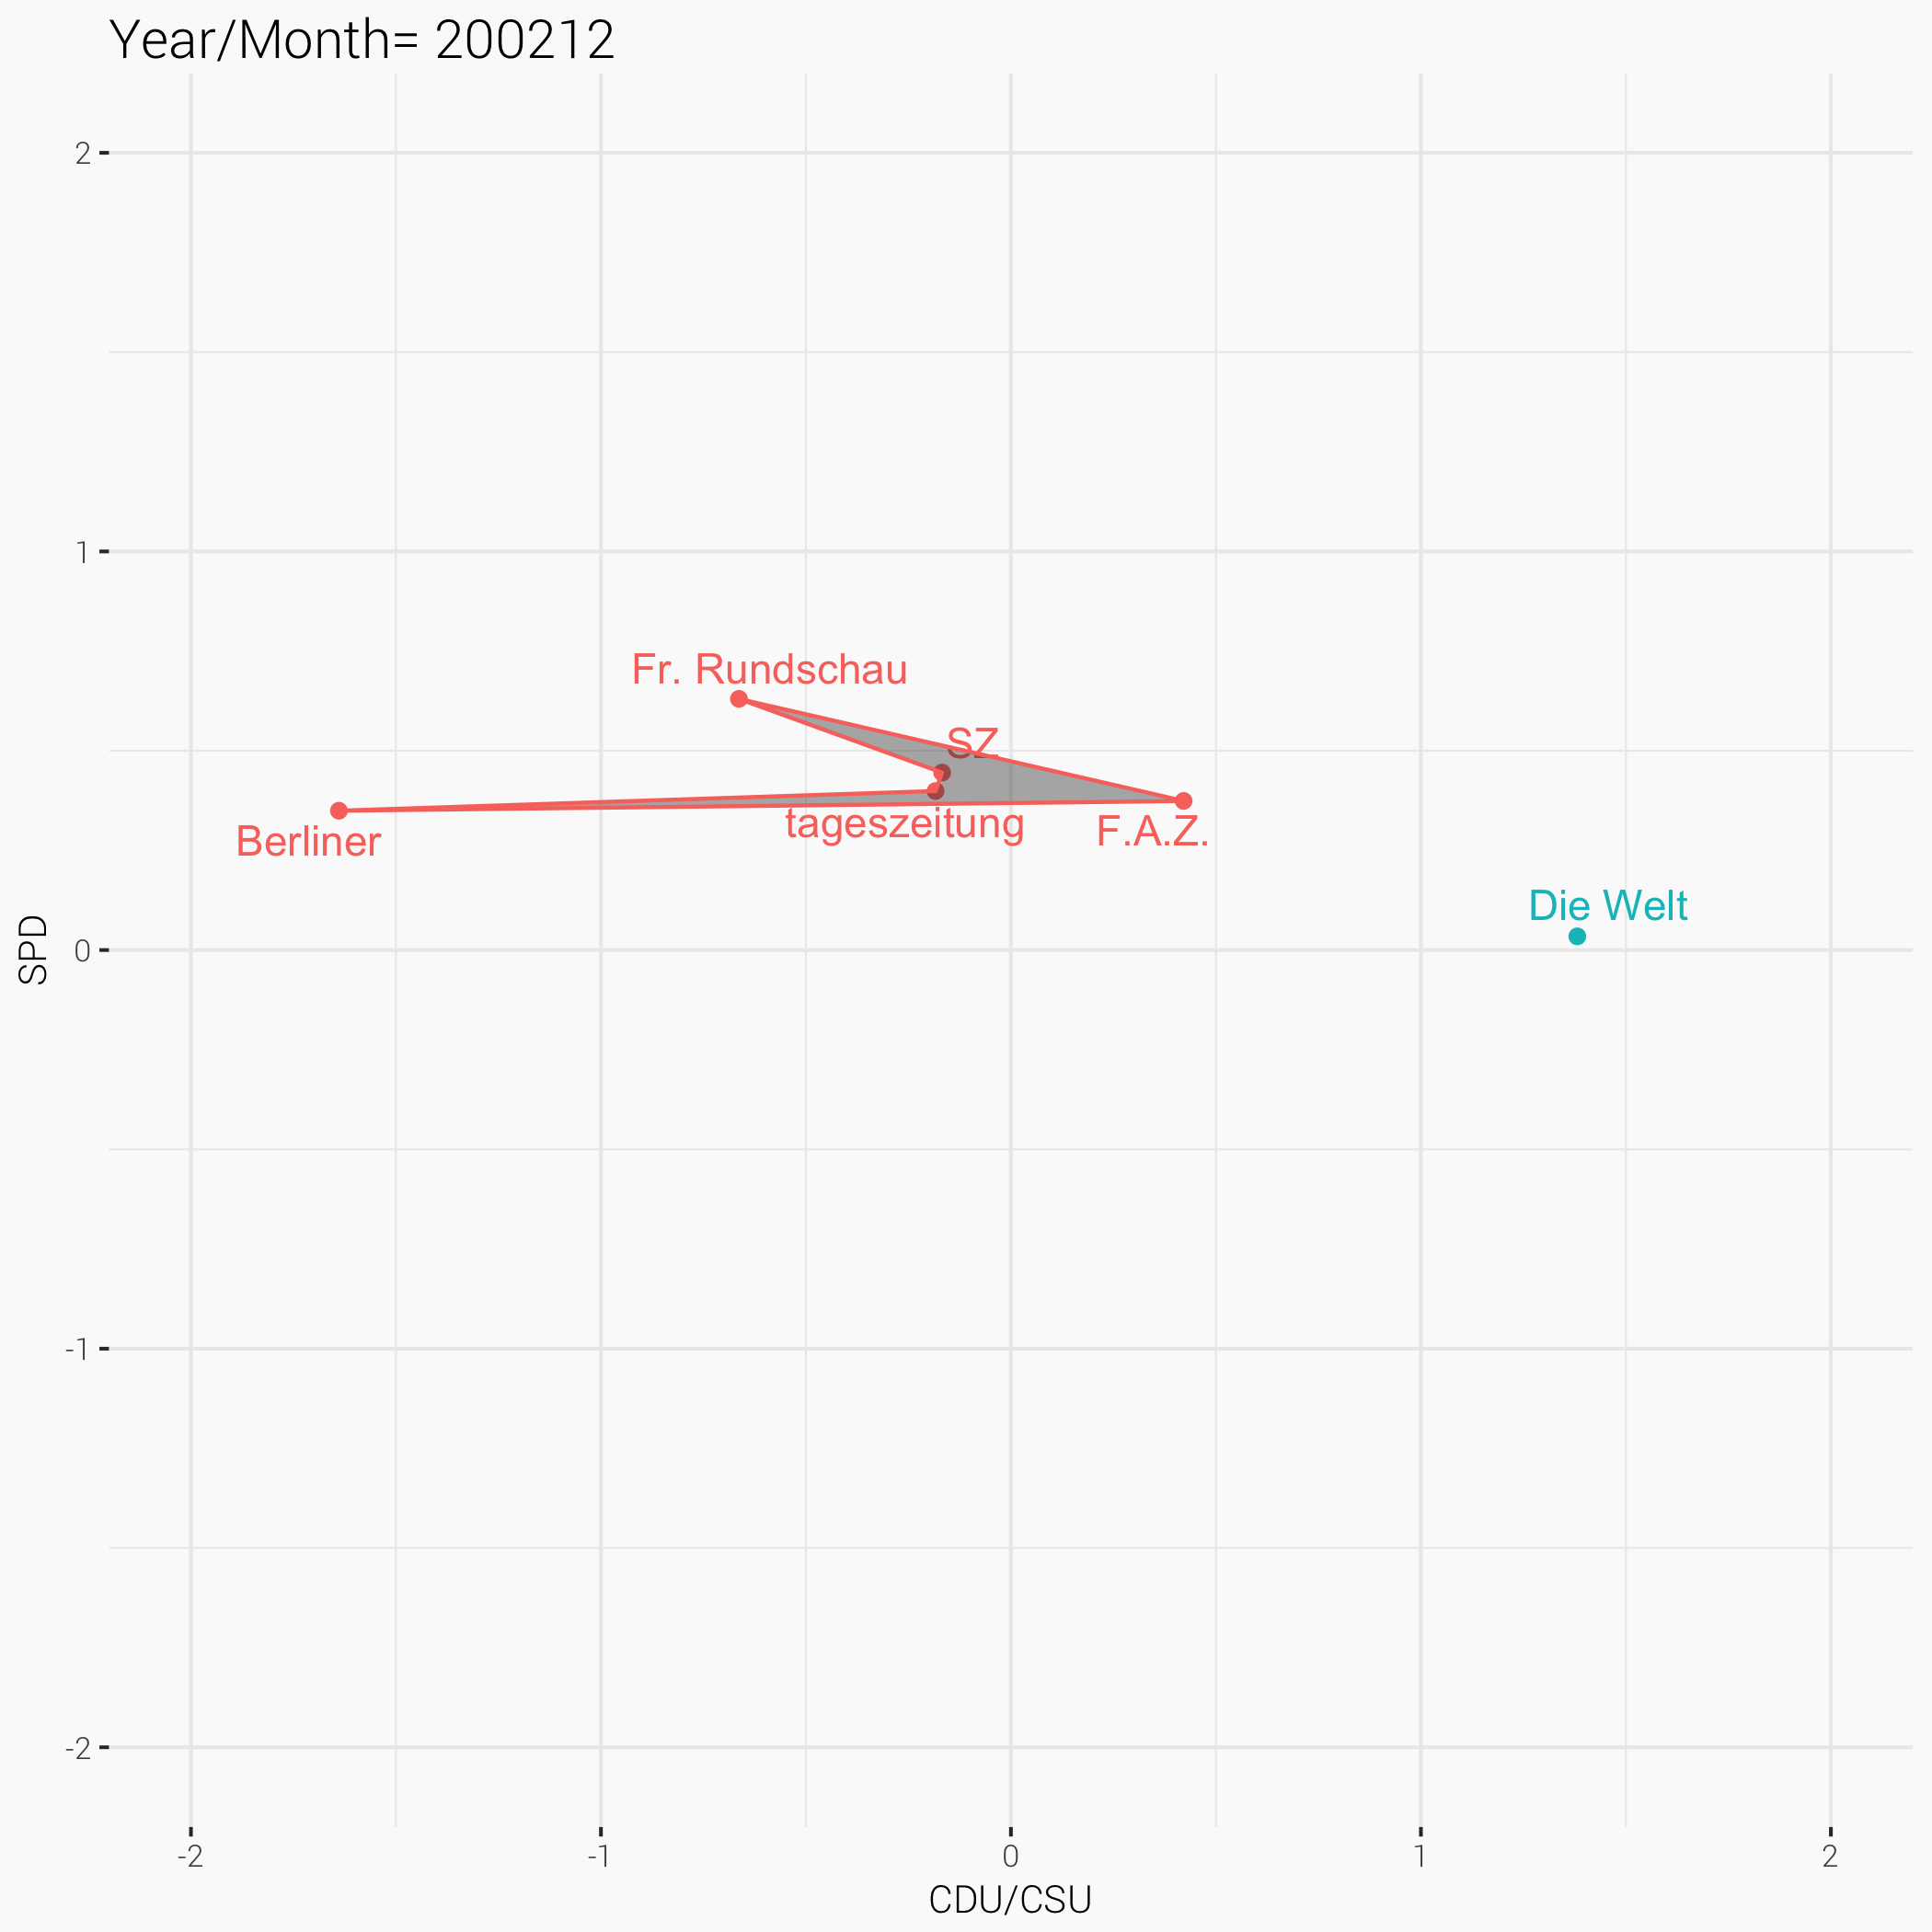 Year/Month= 200212
2
1
Fr. Rundschau
SZ
tageszeitung
F.A.Z.
Berliner
Die Welt
0
SPD
-1
-2
-2
-1
0
1
2
CDU/CSU